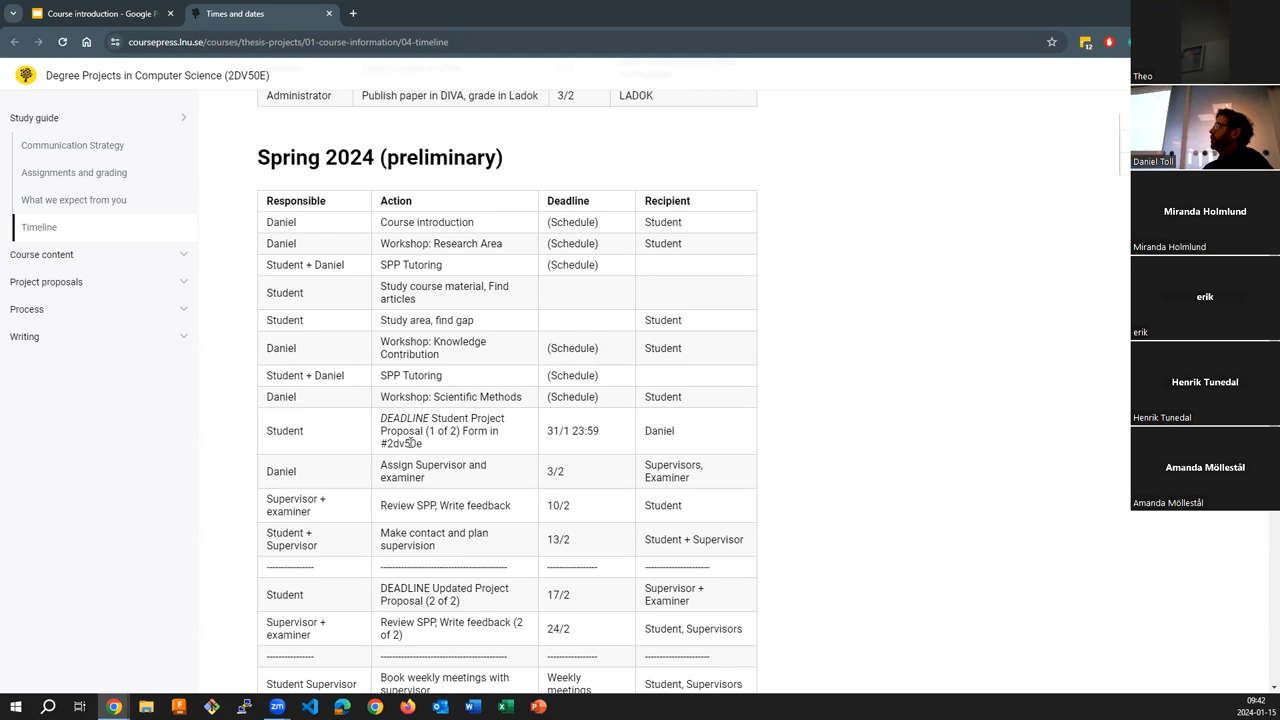 Course introduction - Google P
Times and dates
coursepress.lnu.se/courses/thesis-projects/01-course-information/04-timeline
12
Degree Projects in Computer Science (2DV50E)
Study guide
Communication Strategy
Assignments and grading
What we expect from you
Timeline
Course content
Project proposals
Process
Writing
Administrator Publish paper in DIVA, grade in Ladok 3/2 LADOK
Spring 2024 (preliminary)
Responsible Action Deadline Recipient
Daniel Course introduction (Schedule) Student
Daniel Workshop: Research Area (Schedule) Student
Student + Daniel SPP Tutoring (Schedule)
Student Study course material, Find
articles
Student Study area, find gap Student
Daniel Workshop: Knowledge
Contribution (Schedule) Student
Student + Daniel SPP Tutoring (Schedule)
Daniel Workshop: Scientific Methods (Schedule) Student
Student DEADLINE Student Project
Proposal (1 of 2) Form in
#2dv50e 31/1 23:59 Daniel
Daniel Assign Supervisor and
examiner 3/2 Supervisors,
Examiner
Supervisor +
examiner Review SPP, Write feedback 10/2 Student
Student +
Supervisor Make contact and plan
supervision 13/2 Student + Supervisor
---------------- ------------------------------------------- ----------------- ----------------------
Student DEADLINE Updated Project
Proposal (2 of 2) 17/2 Supervisor +
Examiner
Supervisor +
examiner Review SPP, Write feedback (2
of 2) 24/2 Student, Supervisors
---------------- ------------------------------------------- ----------------- ----------------------
Student Supervisor Book weekly meetings with
supervisor Weekly
meetings Student, Supervisors
Theo
Daniel Toll
Miranda Holmlund
Miranda Holmlund
erik
erik
Henrik Tunedal
Henrik Tunedal
Amanda Möllestål
Amanda Möllestål
09:42
2024-01-15